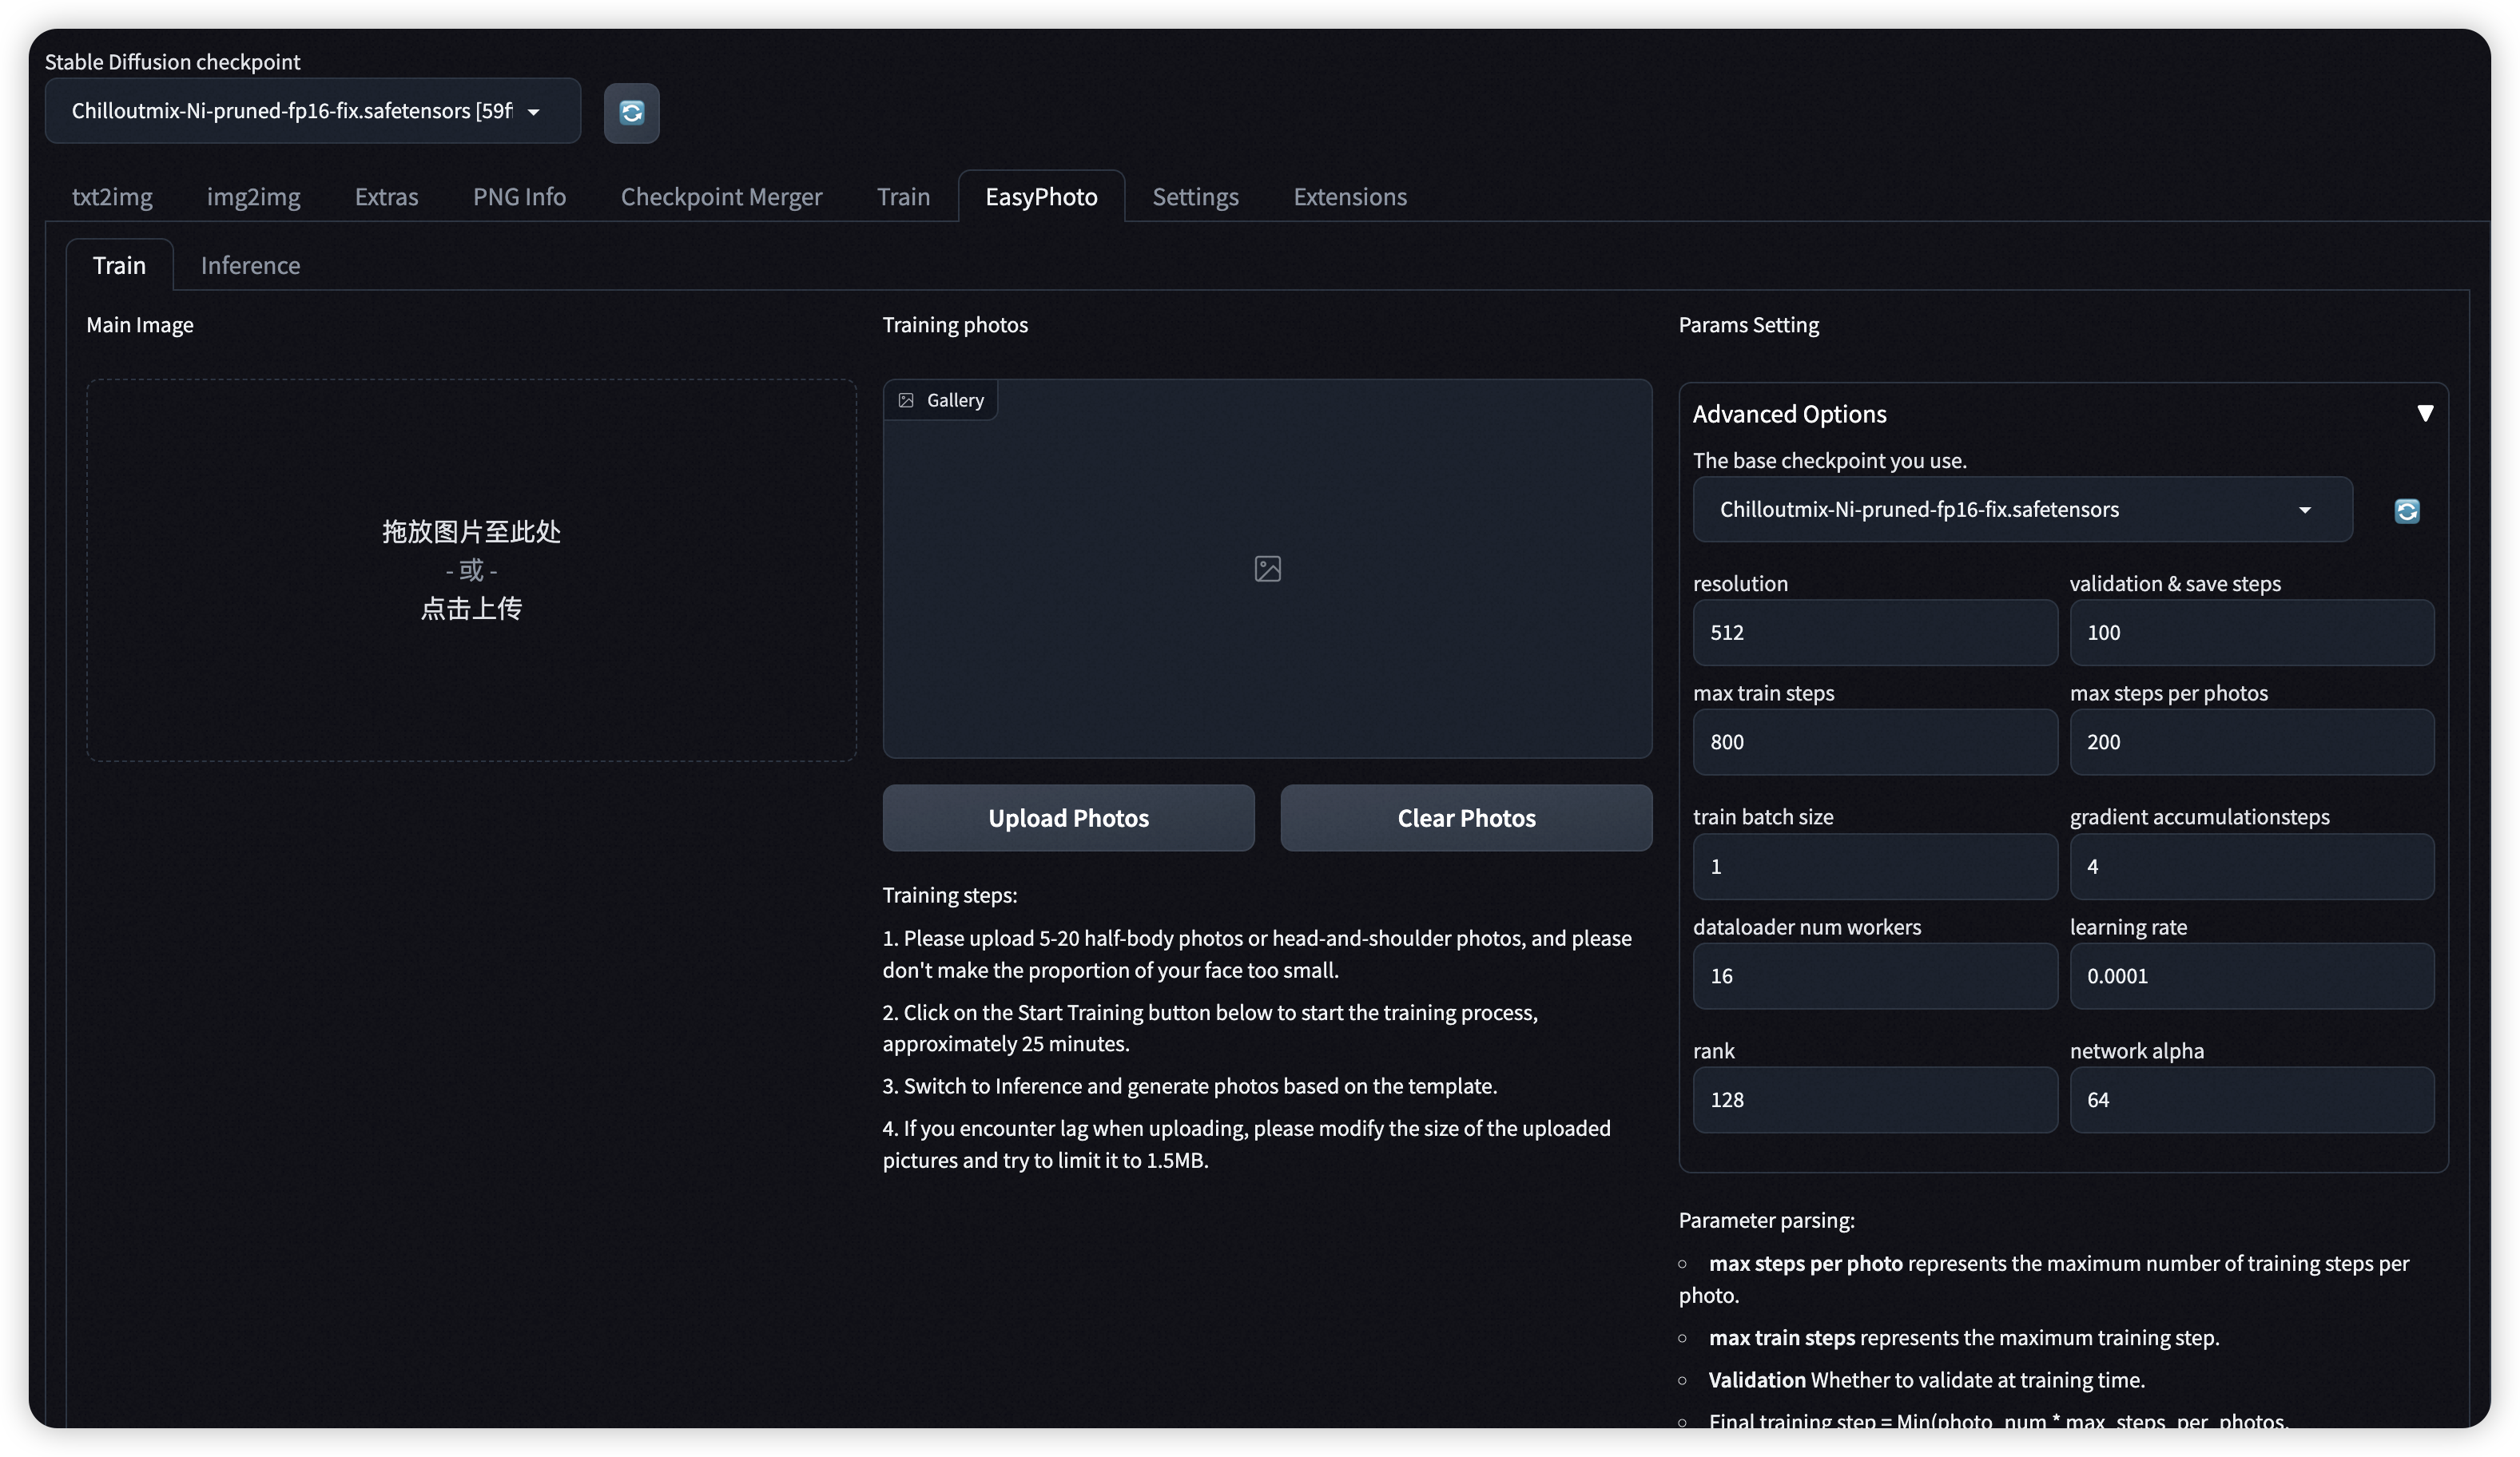 Stable Diffusion checkpoint
Chilloutmix-Ni-pruned-fp16-fix.safetensors [59f
txt2img
img2img
Extras
PNG Info
Checkpoint Merger
Train
EasyPhoto
Settings
Extensions
Train
Inference
Main Image
拖放图片至此处
- 或 -
点击上传
Training photos
Gallery
Upload Photos
Clear Photos
Training steps:
1. Please upload 5-20 half-body photos or head-and-shoulder photos, and please
don't make the proportion of your face too small.
2. Click on the Start Training button below to start the training process,
approximately 25 minutes.
3. Switch to Inference and generate photos based on the template.
4. If you encounter lag when uploading, please modify the size of the uploaded
pictures and try to limit it to 1.5MB.
Params Setting
Advanced Options
The base checkpoint you use.
Chilloutmix-Ni-pruned-fp16-fix.safetensors
resolution
512
validation & save steps
100
max train steps
800
max steps per photos
200
train batch size
1
gradient accumulationsteps
4
dataloader num workers
16
learning rate
0.0001
rank
128
network alpha
64
Parameter parsing:
max steps per photo represents the maximum number of training steps per
photo.
max train steps represents the maximum training step.
Validation Whether to validate at training time.
Final training step = Min(photo_num * max_steps_per_photos,